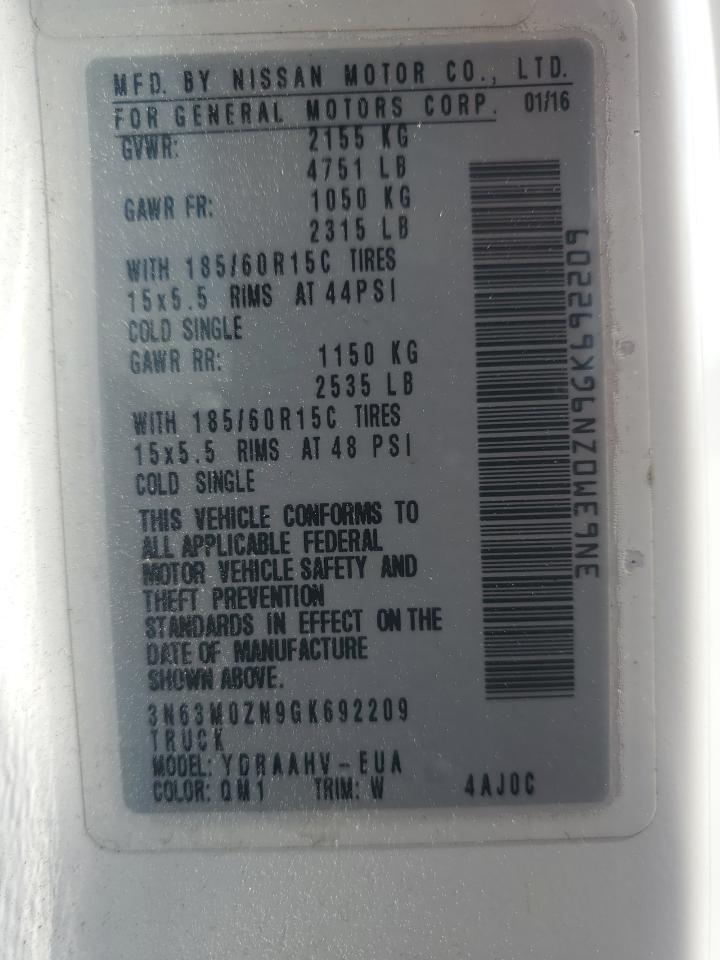 MFD. BY NISSAN MOTOR CO., LTD.
FOR GENERAL MOTORS CORP. 01/16
GVWR: 2155 KG
4751 LB
GAWR FR: 1050 KG
2315 LB
WITH 185/60R15C TIRES
15x5.5 RIMS AT 44PSI
COLD SINGLE
GAWR RR: 1150 KG
2535 LB
WITH 185/60R15C TIRES
15x5.5 RIMS AT 48 PSI
COLD SINGLE
THIS VEHICLE CONFORMS TO
ALL APPLICABLE FEDERAL
MOTOR VEHICLE SAFETY AND
THEFT PREVENTION
STANDARDS IN EFFECT ON THE
DATE OF MANUFACTURE
SHOWN ABOVE.
3N63M0ZN9GK692209
TRUCK
MODEL: YDRAAHV-EUA
COLOR: QM1 TRIM: W 4AJ0C
3N63M0ZN9GK692209